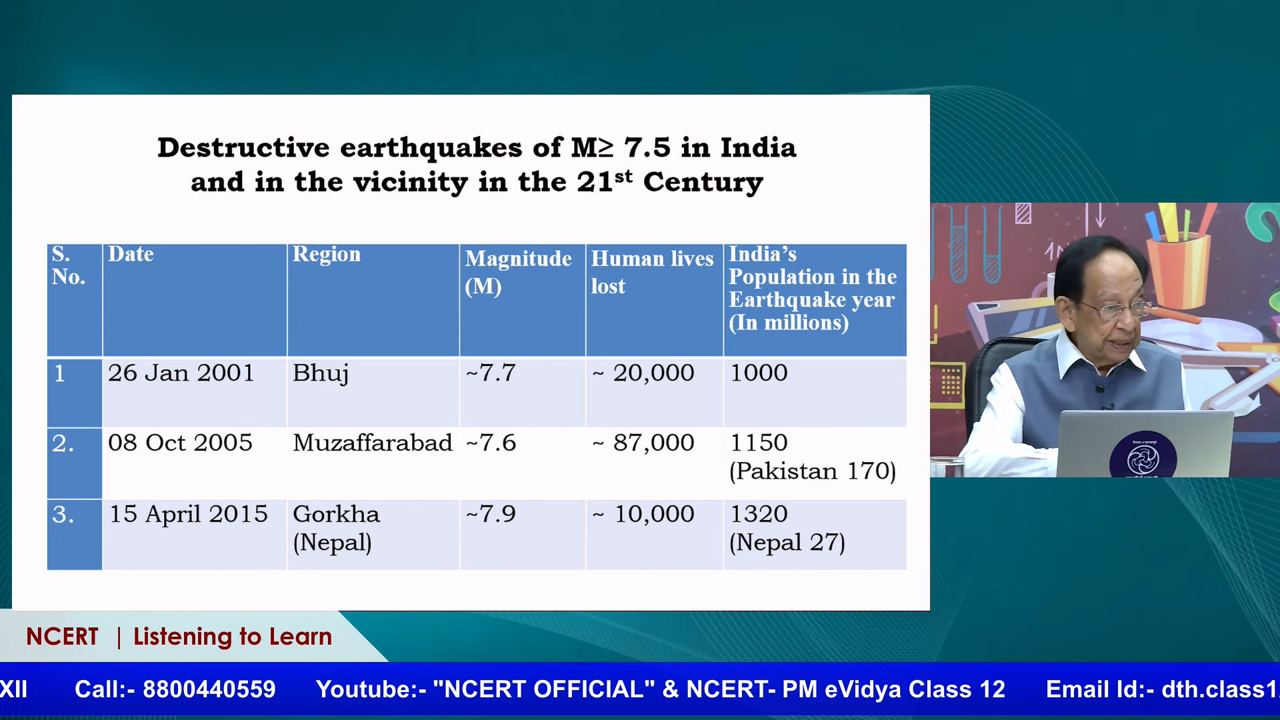 Destructive earthquakes of M≥ 7.5 in India
and in the vicinity in the 21st Century
S. No. Date Region Magnitude (M) Human lives lost India's Population in the Earthquake year (In millions)
1 26 Jan 2001 Bhuj ~7.7 ~ 20,000 1000
2. 08 Oct 2005 Muzaffarabad ~7.6 ~ 87,000 1150 (Pakistan 170)
3. 15 April 2015 Gorkha (Nepal) ~7.9 ~ 10,000 1320 (Nepal 27)
NCERT | Listening to Learn
XII Call:- 8800440559 Youtube:- "NCERT OFFICIAL" & NCERT- PM eVidya Class 12 Email Id:- dth.class1